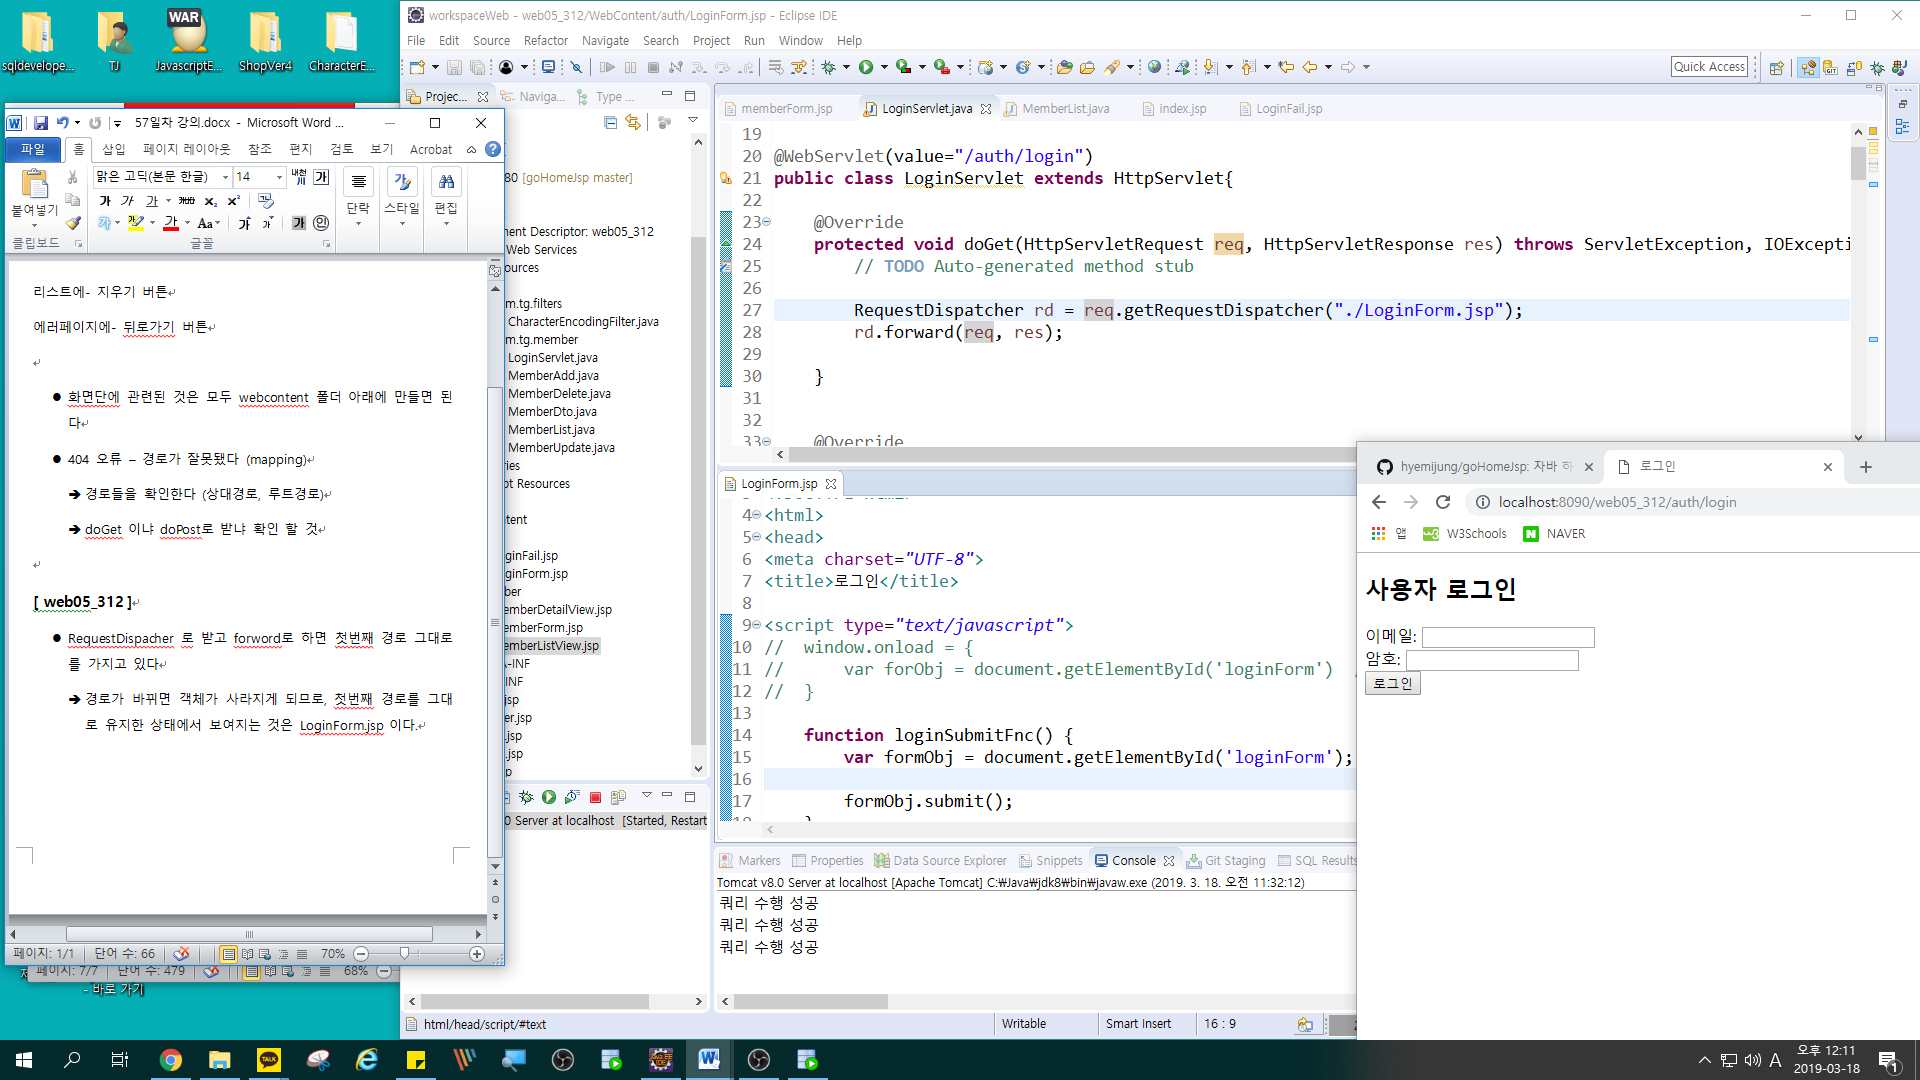 sqldevelope...
TJ
JavascriptE...
ShopVer4
CharacterE...
WAR
57일차 강의.docx - Microsoft Word ...
파일
홈
삽입
페이지 레이아웃
참조
편지
검토
보기
Acrobat
맑은 고딕(본문 한글)
14
붙여넣기
클립보드
글꼴
단락
스타일
편집
리스트에- 지우기 버튼
에러페이지에- 뒤로가기 버튼
● 화면단에 관련된 것은 모두 webcontent 폴더 아래에 만들면 된
다
● 404 오류 – 경로가 잘못됐다 (mapping)
➔ 경로들을 확인한다 (상대경로, 루트경로)
➔ doGet 이냐 doPost로 받냐 확인 할 것
[ web05_312 ]
● RequestDispacher 로 받고 forword로 하면 첫번째 경로 그대로
를 가지고 있다
➔ 경로가 바뀌면 객체가 사라지게 되므로, 첫번째 경로를 그대
로 유지한 상태에서 보여지는 것은 LoginForm.jsp 이다.
페이지: 1/1
단어 수: 66
70%
페이지: 7/7
단어 수: 479
68%
- 바로 가기
workspaceWeb - web05_312/WebContent/auth/LoginForm.jsp - Eclipse IDE
File Edit Source Refactor Navigate Search Project Run Window Help
Quick Access
Projec...
Naviga...
Type ...
80 [goHomeJsp master]
ment Descriptor: web05_312
Web Services
ources
m.tg.filters
CharacterEncodingFilter.java
m.tg.member
LoginServlet.java
MemberAdd.java
MemberDelete.java
MemberDto.java
MemberList.java
MemberUpdate.java
ries
pt Resources
tent
ginFail.jsp
ginForm.jsp
ber
emberDetailView.jsp
emberForm.jsp
emberListView.jsp
A-INF
INF
.jsp
er.jsp
.jsp
.jsp
p
0 Server at localhost [Started, Restart
memberForm.jsp
LoginServlet.java
MemberList.java
index.jsp
LoginFail.jsp
19
20 @WebServlet(value="/auth/login")
21 public class LoginServlet extends HttpServlet{
22
23 @Override
24 protected void doGet(HttpServletRequest req, HttpServletResponse res) throws ServletException, IOExcepti
25 // TODO Auto-generated method stub
26
27 RequestDispatcher rd = req.getRequestDispatcher("./LoginForm.jsp");
28 rd.forward(req, res);
29
30 }
31
32
33 @Override
LoginForm.jsp
4 <html>
5 <head>
6 <meta charset="UTF-8">
7 <title>로그인</title>
8
9 <script type="text/javascript">
10 // window.onload = {
11 // var forObj = document.getElementById('loginForm')
12 // }
13
14 function loginSubmitFnc() {
15 var formObj = document.getElementById('loginForm');
16
17 formObj.submit();
Markers
Properties
Data Source Explorer
Snippets
Console
Git Staging
SQL Results
Tomcat v8.0 Server at localhost [Apache Tomcat] C:₩Java₩jdk8₩bin₩javaw.exe (2019. 3. 18. 오전 11:32:12)
쿼리 수행 성공
쿼리 수행 성공
쿼리 수행 성공
html/head/script/#text
Writable
Smart Insert
16 : 9
hyemijung/goHomeJsp: 자바 하
로그인
localhost:8090/web05_312/auth/login
앱
W3Schools
NAVER
사용자 로그인
이메일:
암호:
로그인
TALK
A
오후 12:11
2019-03-18
1